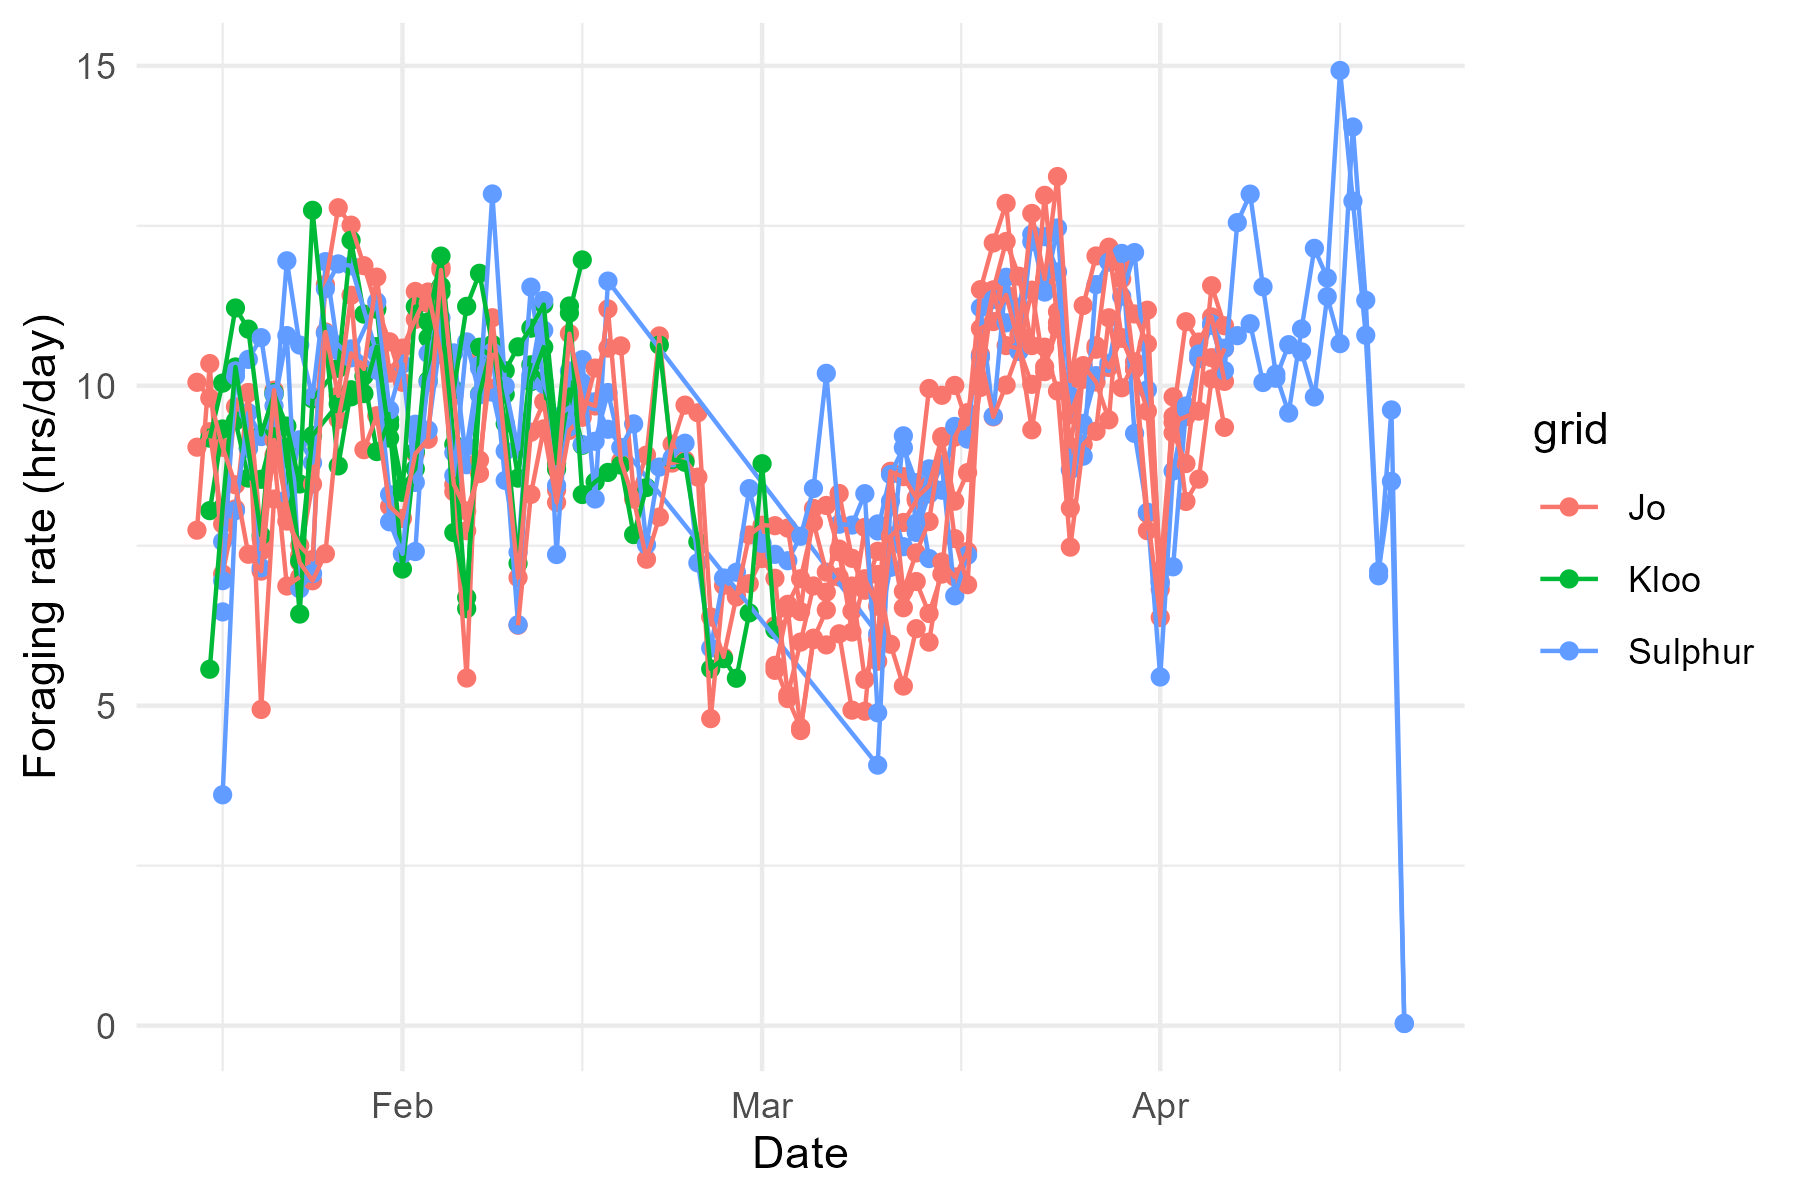 15
10
5
0
Foraging rate (hrs/day)
Feb
Mar
Apr
Date
grid
Jo
Kloo
Sulphur